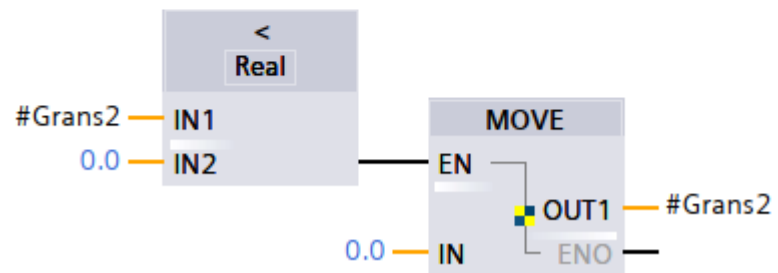 <
Real
#Grans2 IN1
0.0 IN2
MOVE
EN
OUT1 #Grans2
0.0 IN ENO